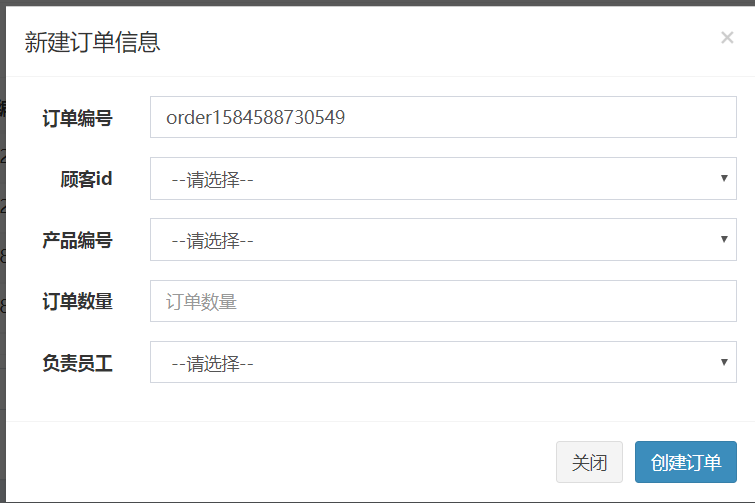 新建订单信息 ×
订单编号 order1584588730549
顾客id --请选择--
产品编号 --请选择--
订单数量 订单数量
负责员工 --请选择--
关闭 创建订单